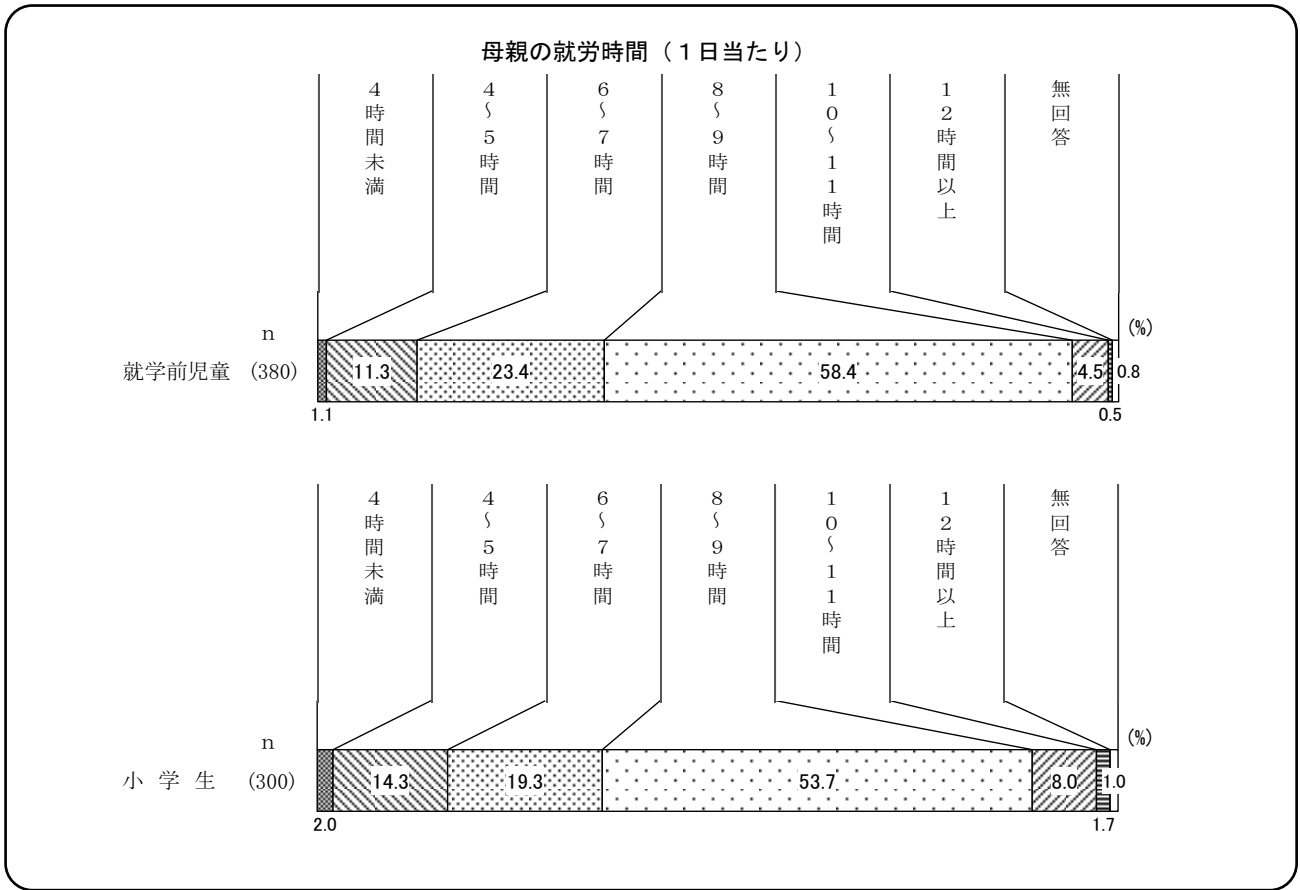 母親の就労時間（１日当たり）
４時間未満
４～５時間
６～７時間
８～９時間
１０～１１時間
１２時間以上
無回答
(%)
n
就学前児童 (380)
11.3
23.4
58.4
4.5
0.8
1.1
0.5
４時間未満
４～５時間
６～７時間
８～９時間
１０～１１時間
１２時間以上
無回答
(%)
n
小学生 (300)
14.3
19.3
53.7
8.0
1.0
2.0
1.7